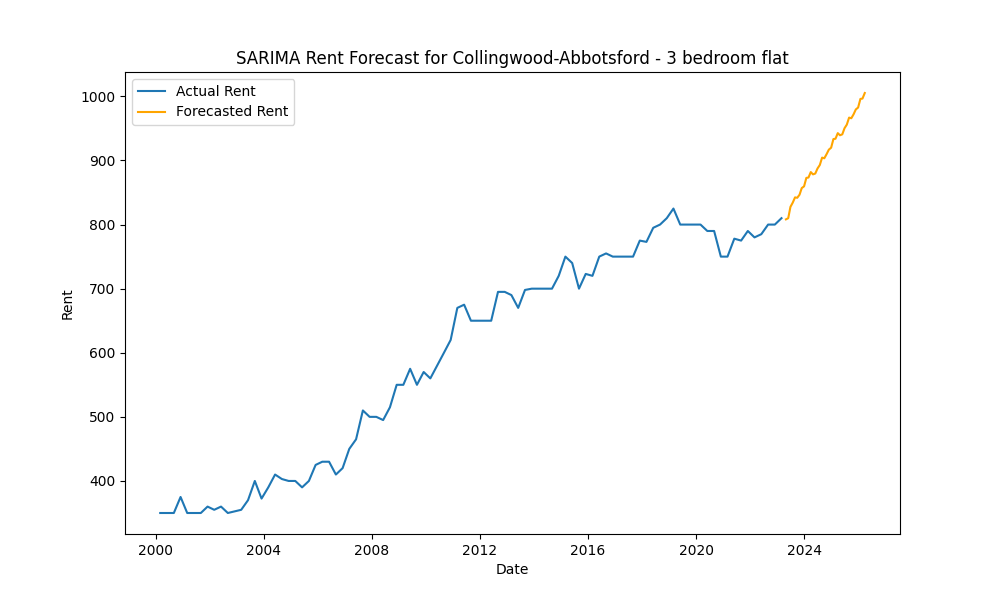 SARIMA Rent Forecast for Collingwood-Abbotsford - 3 bedroom flat
Actual Rent
Forecasted Rent
1000
900
800
700
600
500
400
Rent
2000 2004 2008 2012 2016 2020 2024
Date